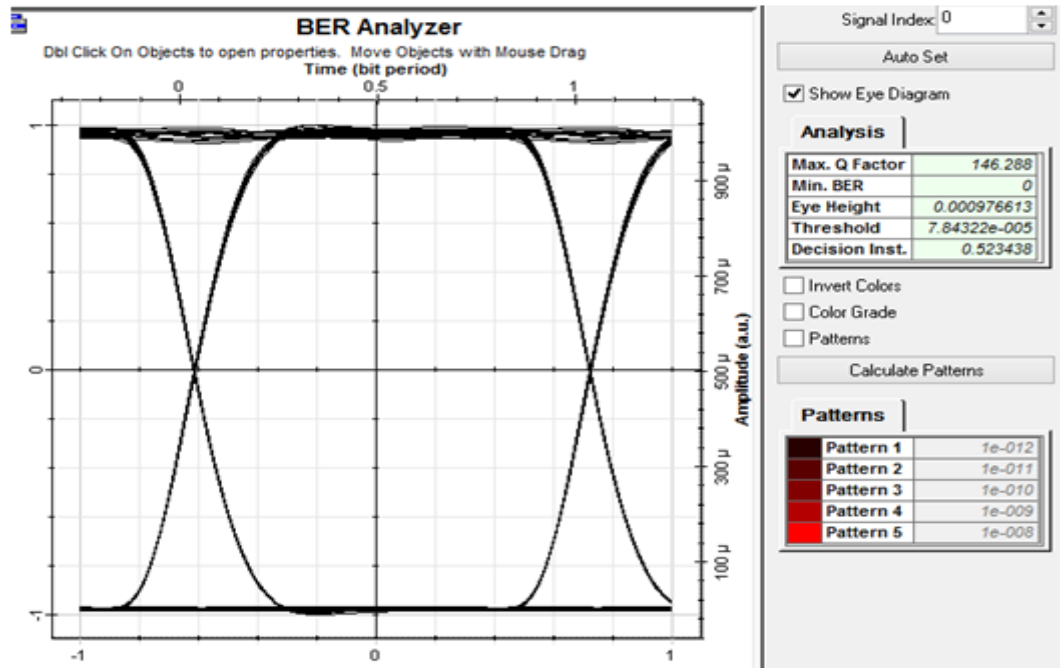 BER Analyzer
Dbl Click On Objects to open properties. Move Objects with Mouse Drag
Time (bit period)
0 0.5 1
1
0
-1
-1 0 1
900 µ
700 µ
500 µ
300 µ
100 µ
Amplitude (a.u.)
Signal Index: 0
Auto Set
Show Eye Diagram
Analysis
Max. Q Factor 146.288
Min. BER 0
Eye Height 0.000976613
Threshold 7.84322e-005
Decision Inst. 0.523438
Invert Colors
Color Grade
Patterns
Calculate Patterns
Patterns
Pattern 1 1e-012
Pattern 2 1e-011
Pattern 3 1e-010
Pattern 4 1e-009
Pattern 5 1e-008